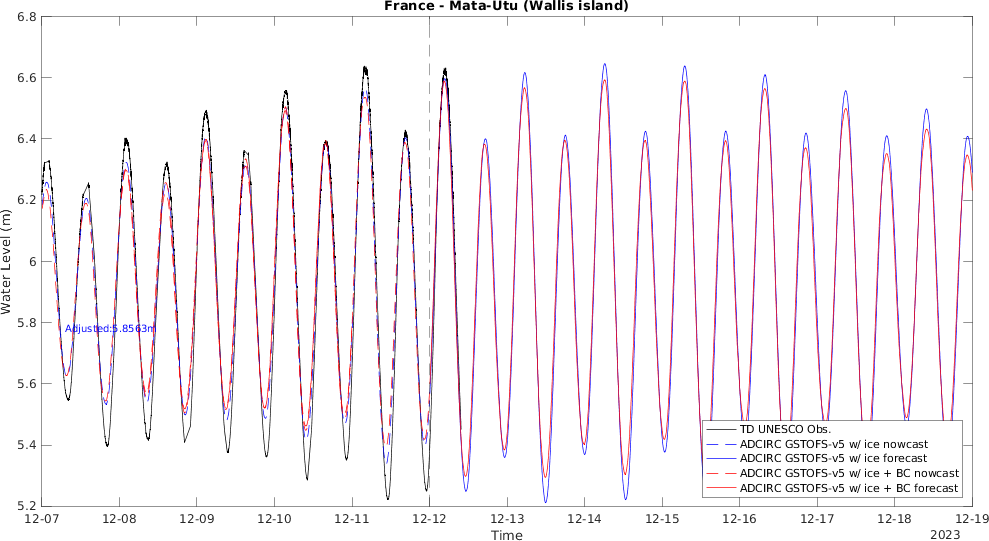 France - Mata-Utu (Wallis island)
6.8
6.6
6.4
6.2
6
5.8
5.6
5.4
5.2
Water Level (m)
Adjusted:5.8563m
TD UNESCO Obs.
ADCIRC GSTOFS-v5 w/ ice nowcast
ADCIRC GSTOFS-v5 w/ ice forecast
ADCIRC GSTOFS-v5 w/ ice + BC nowcast
ADCIRC GSTOFS-v5 w/ ice + BC forecast
12-07 12-08 12-09 12-10 12-11 12-12 12-13 12-14 12-15 12-16 12-17 12-18 12-19
Time
2023